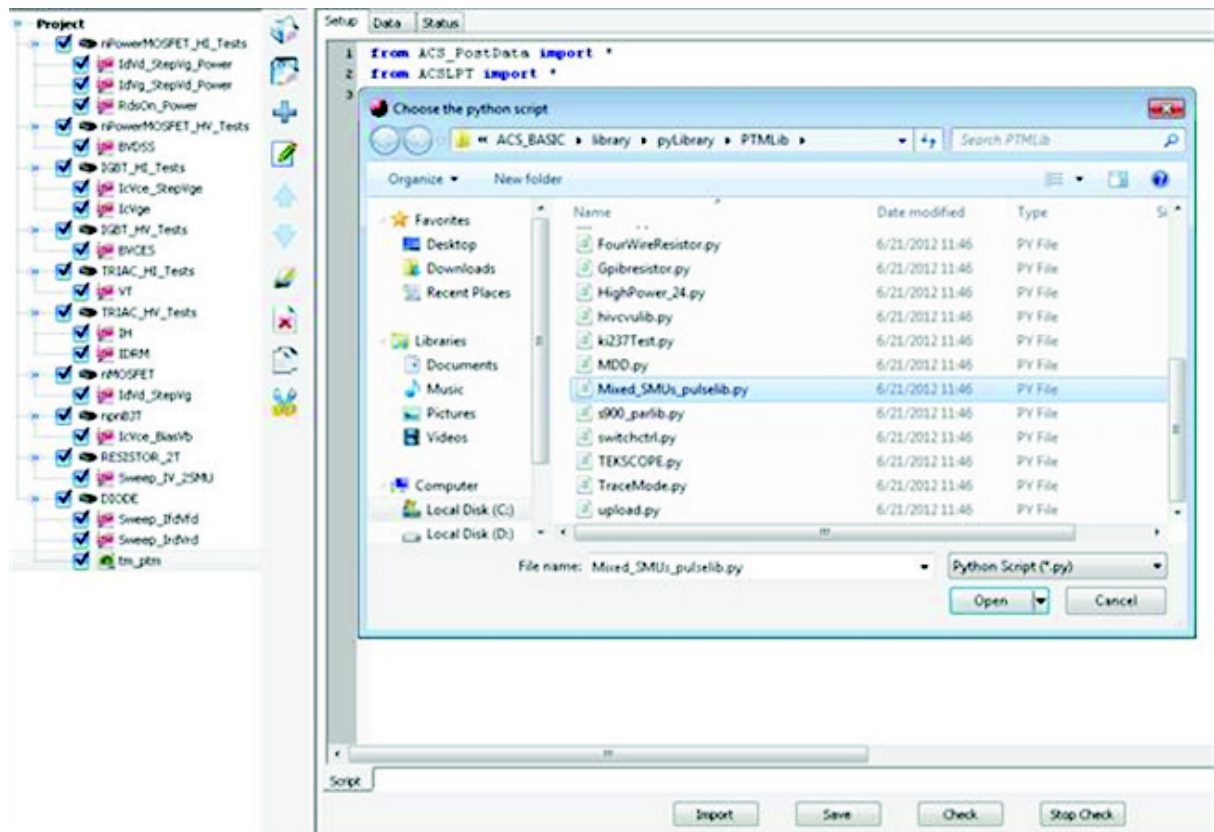 Project
nPowerMOSFET_HI_Tests
IdVd_StepVg_Power
IdVg_StepVd_Power
RdsOn_Power
nPowerMOSFET_HV_Tests
BVDSS
IGBT_HI_Tests
IcVce_StepVge
IcVge
IGBT_HV_Tests
BVCES
TRIAC_HI_Tests
VT
TRIAC_HV_Tests
IH
IDRM
nMOSFET
IdVd_StepVg
npnBJT
IcVce_BiasVb
RESISTOR_2T
Sweep_IV_2SMU
DIODE
Sweep_IfdVfd
Sweep_IrdVrd
tm_ptm
Setup Data Status
1 from ACS_PostData import *
2 from ACSLPT import *
3
Choose the python script
« ACS_BASIC library pyLibrary PTMLib Search PTMLib
Organize New folder
Favorites
Desktop
Downloads
Recent Places
Libraries
Documents
Music
Pictures
Videos
Computer
Local Disk (C:)
Local Disk (D:)
Name Date modified Type
FourWireResistor.py 6/21/2012 11:46 PY File
Gpibresistor.py 6/21/2012 11:46 PY File
HighPower_24.py 6/21/2012 11:46 PY File
hivcvulib.py 6/21/2012 11:46 PY File
ki237Test.py 6/21/2012 11:46 PY File
MDD.py 6/21/2012 11:46 PY File
Mixed_SMUs_pulselib.py 6/21/2012 11:46 PY File
s900_parlib.py 6/21/2012 11:46 PY File
switchctrl.py 6/21/2012 11:46 PY File
TEKSCOPE.py 6/21/2012 11:46 PY File
TraceMode.py 6/21/2012 11:46 PY File
upload.py 6/21/2012 11:46 PY File
File name: Mixed_SMUs_pulselib.py Python Script (*.py)
Open Cancel
Script
Import Save Check Stop Check